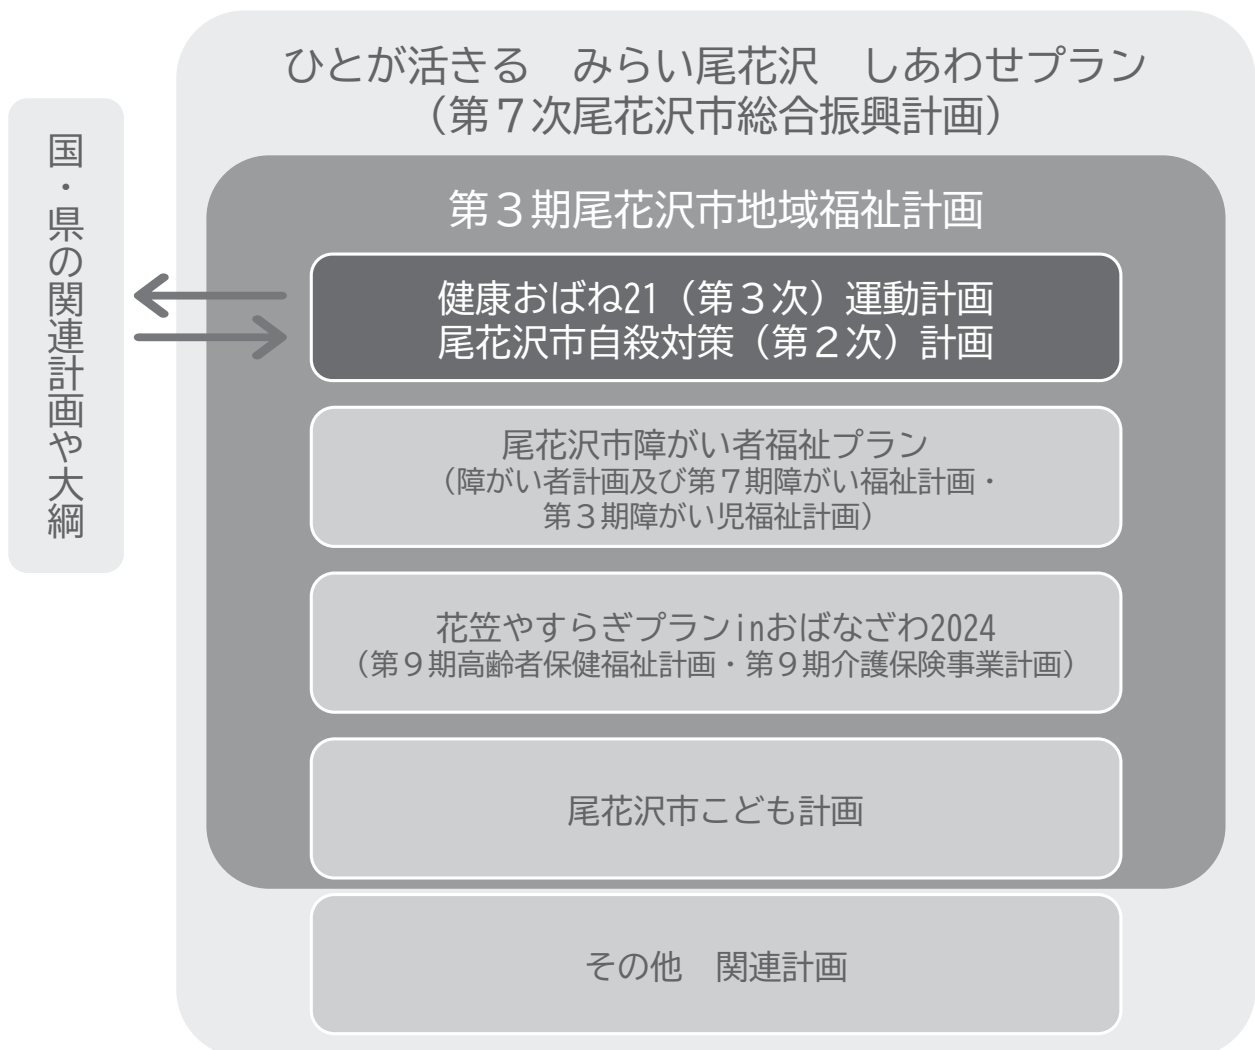 ひとが活きる　みらい尾花沢　しあわせプラン
（第７次尾花沢市総合振興計画）
国・県の関連計画や大綱
第３期尾花沢市地域福祉計画
健康おばね21（第３次）運動計画
尾花沢市自殺対策（第２次）計画
尾花沢市障がい者福祉プラン
（障がい者計画及び第７期障がい福祉計画・
第３期障がい児福祉計画）
花笠やすらぎプランinおばなざわ2024
（第９期高齢者保健福祉計画・第９期介護保険事業計画）
尾花沢市こども計画
その他　関連計画